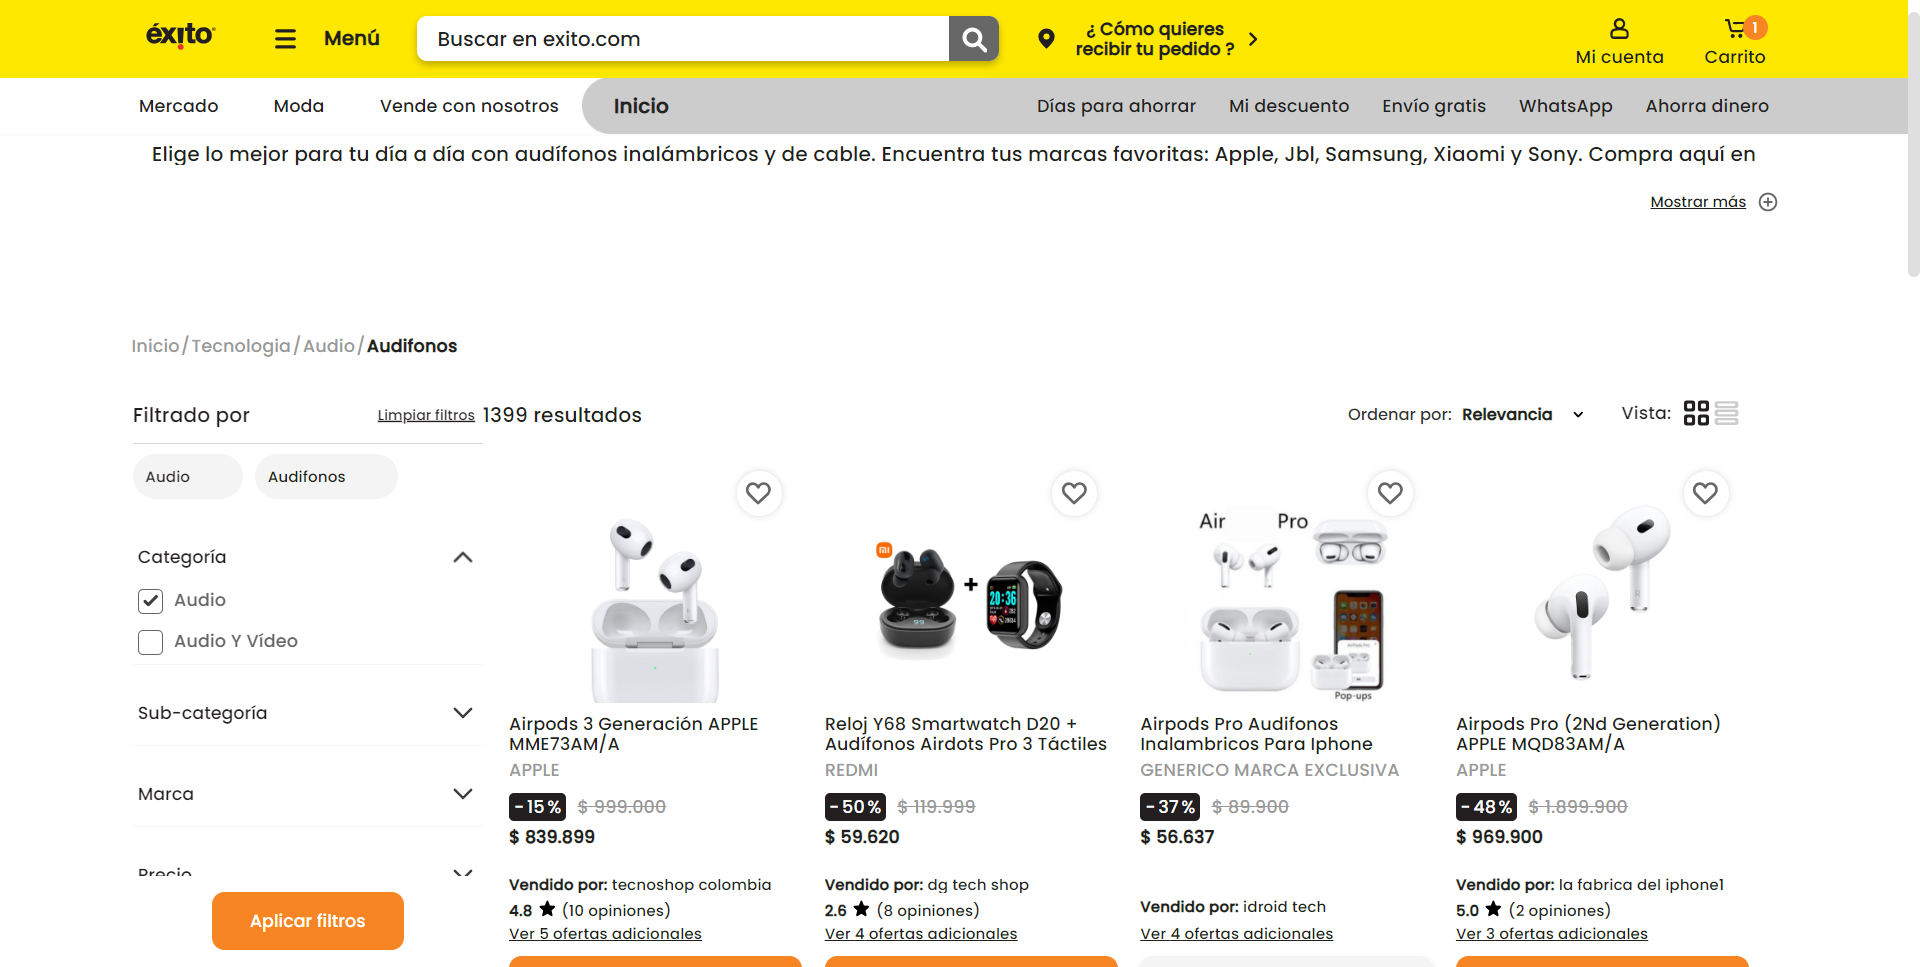 éxito
Menú
Buscar en exito.com
¿ Cómo quieres
recibir tu pedido ?
Mi cuenta
1
Carrito
Mercado
Moda
Vende con nosotros
Inicio
Días para ahorrar
Mi descuento
Envío gratis
WhatsApp
Ahorra dinero
Elige lo mejor para tu día a día con audífonos inalámbricos y de cable. Encuentra tus marcas favoritas: Apple, Jbl, Samsung, Xiaomi y Sony. Compra aquí en
Mostrar más
Inicio/Tecnologia/Audio/Audifonos
Filtrado por
Limpiar filtros
1399 resultados
Ordenar por: Relevancia
Vista:
Audio
Audifonos
Categoría
Audio
Audio Y Vídeo
Sub-categoría
Marca
Precio
Aplicar filtros
Airpods 3 Generación APPLE
MME73AM/A
APPLE
-15% $ 999.000
$ 839.899
Vendido por: tecnoshop colombia
4.8 (10 opiniones)
Ver 5 ofertas adicionales
mi
+
20:36
Reloj Y68 Smartwatch D20 +
Audífonos Airdots Pro 3 Táctiles
REDMI
-50% $ 119.999
$ 59.620
Vendido por: dg tech shop
2.6 (8 opiniones)
Ver 4 ofertas adicionales
Air Pro
Pop-ups
Airpods Pro Audifonos
Inalambricos Para Iphone
GENERICO MARCA EXCLUSIVA
-37% $ 89.900
$ 56.637
Vendido por: idroid tech
Ver 4 ofertas adicionales
Airpods Pro (2Nd Generation)
APPLE MQD83AM/A
APPLE
-48% $ 1.899.900
$ 969.900
Vendido por: la fabrica del iphone1
5.0 (2 opiniones)
Ver 3 ofertas adicionales